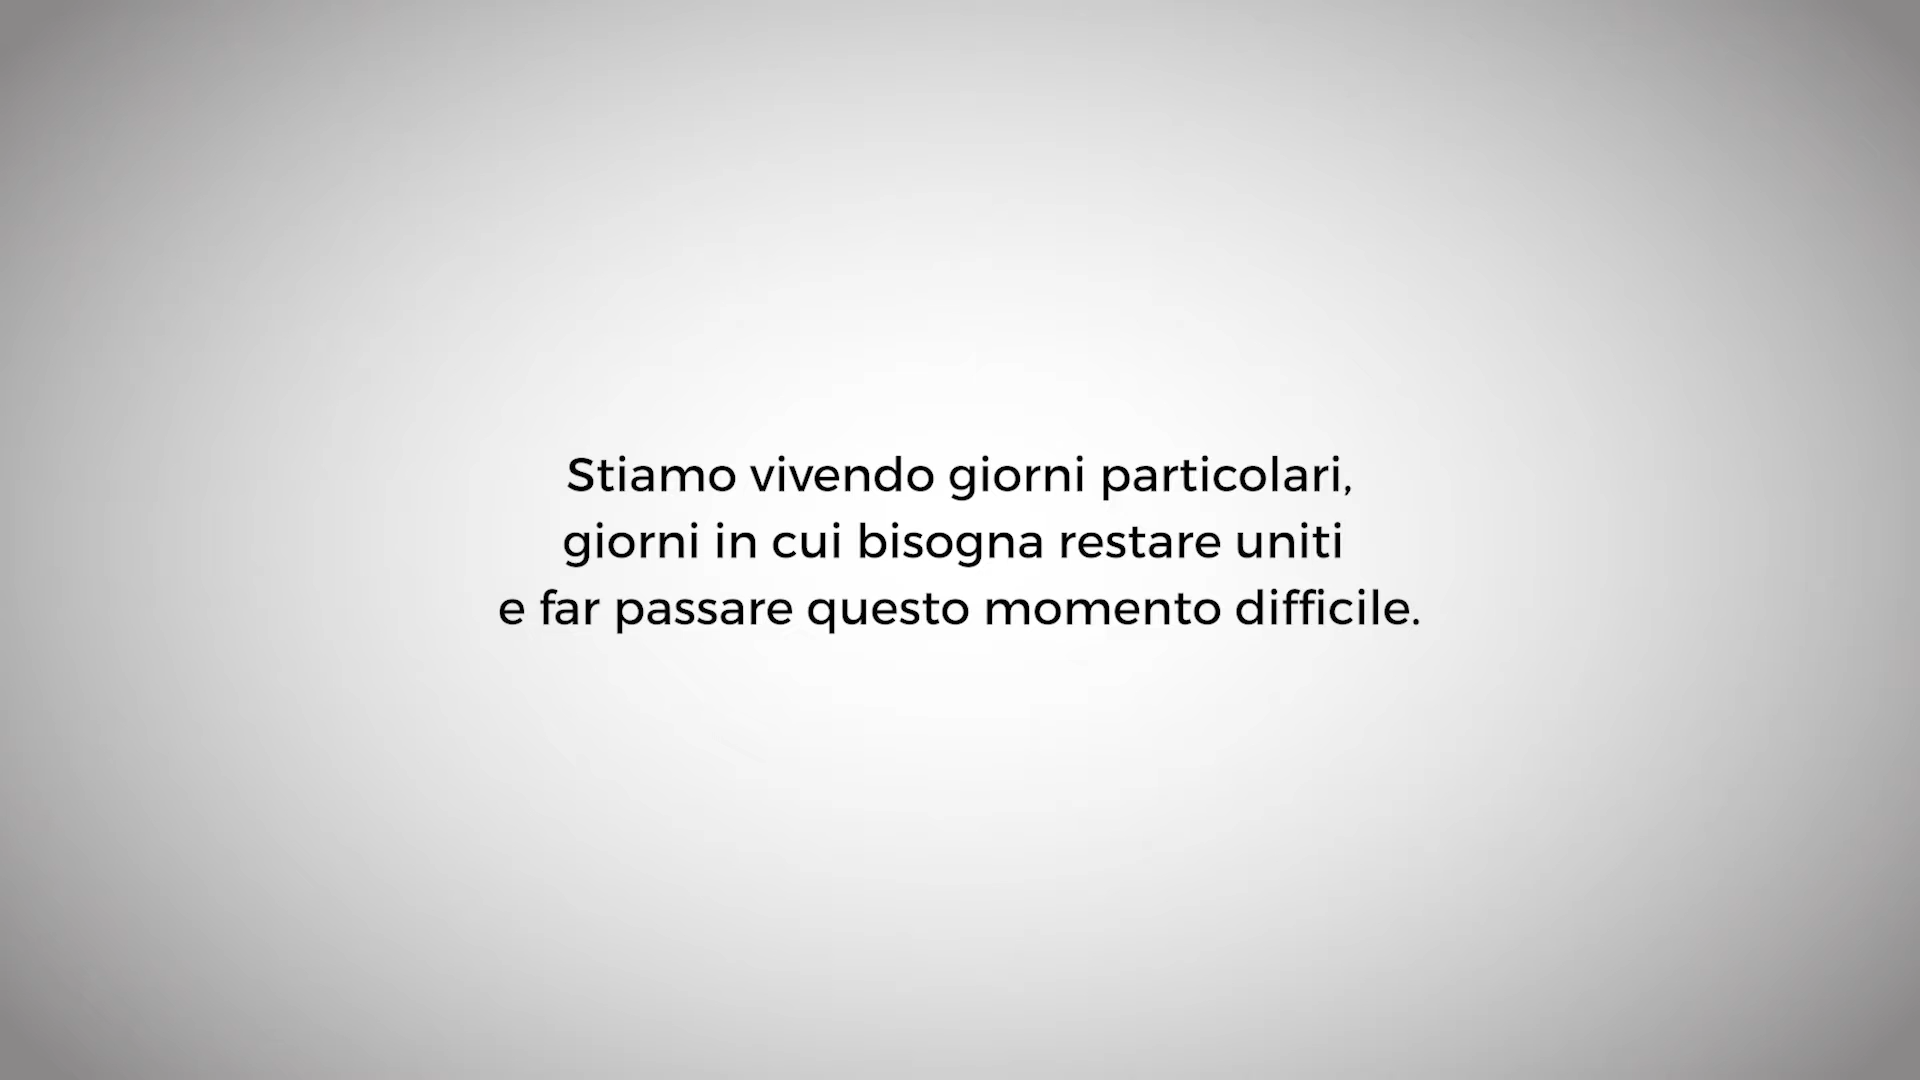 Stiamo vivendo giorni particolari,
giorni in cui bisogna restare uniti
e far passare questo momento difficile.